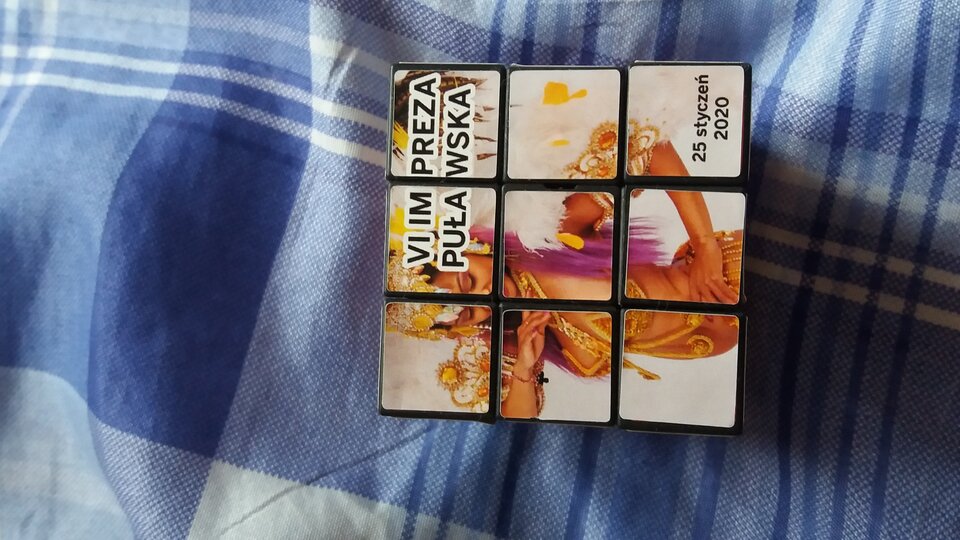 VI IMPREZA
PUŁAWSKA
25 styczeń
2020